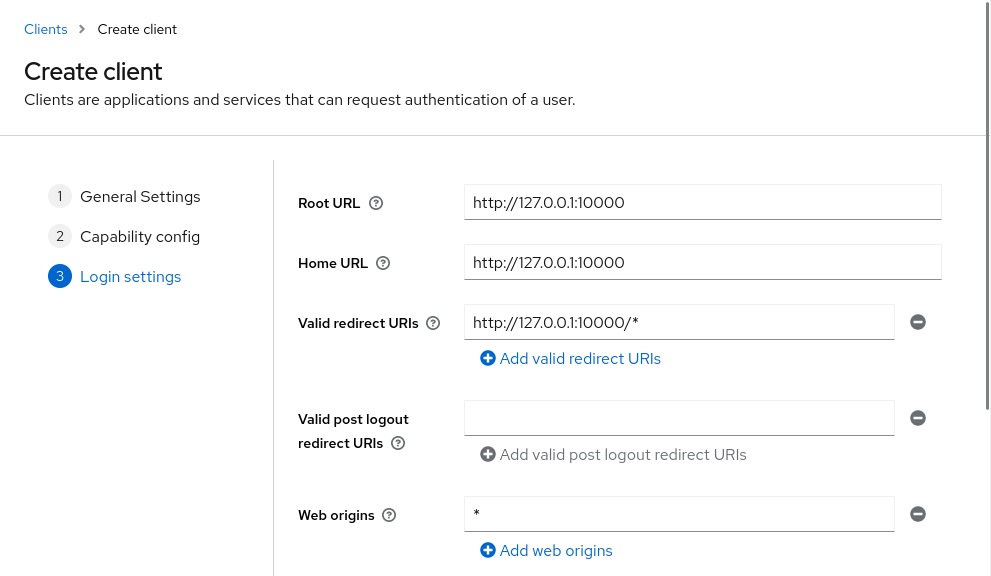 Clients > Create client
Create client
Clients are applications and services that can request authentication of a user.
1 General Settings
2 Capability config
3 Login settings
Root URL ? http://127.0.0.1:10000
Home URL ? http://127.0.0.1:10000
Valid redirect URIs ? http://127.0.0.1:10000/*
Add valid redirect URIs
Valid post logout
redirect URIs ?
Add valid post logout redirect URIs
Web origins ? *
Add web origins